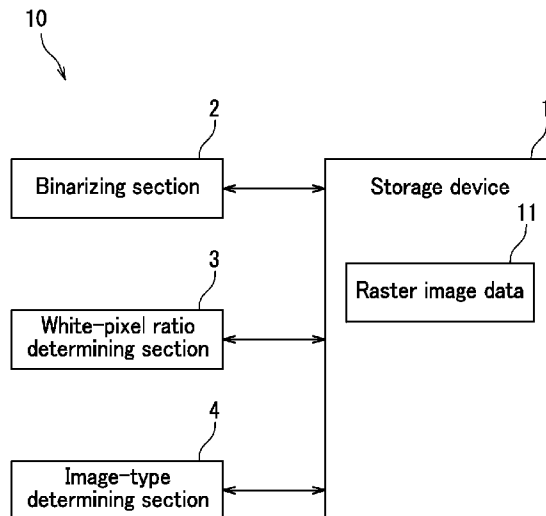 10
2
1
Binarizing section
Storage device
11
Raster image data
3
White-pixel ratio
determining section
4
Image-type
determining section